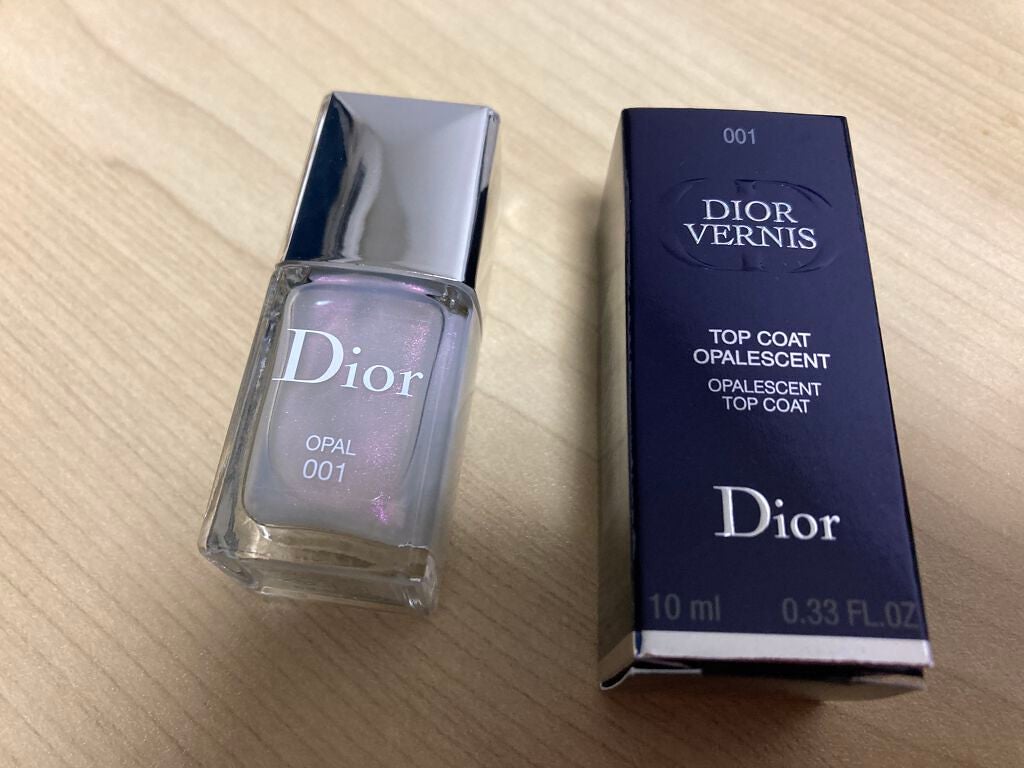 Dior
OPAL
001
001
DIOR
VERNIS
TOP COAT
OPALESCENT
OPALESCENT
TOP COAT
Dior
10 ml 0.33 FL.OZ